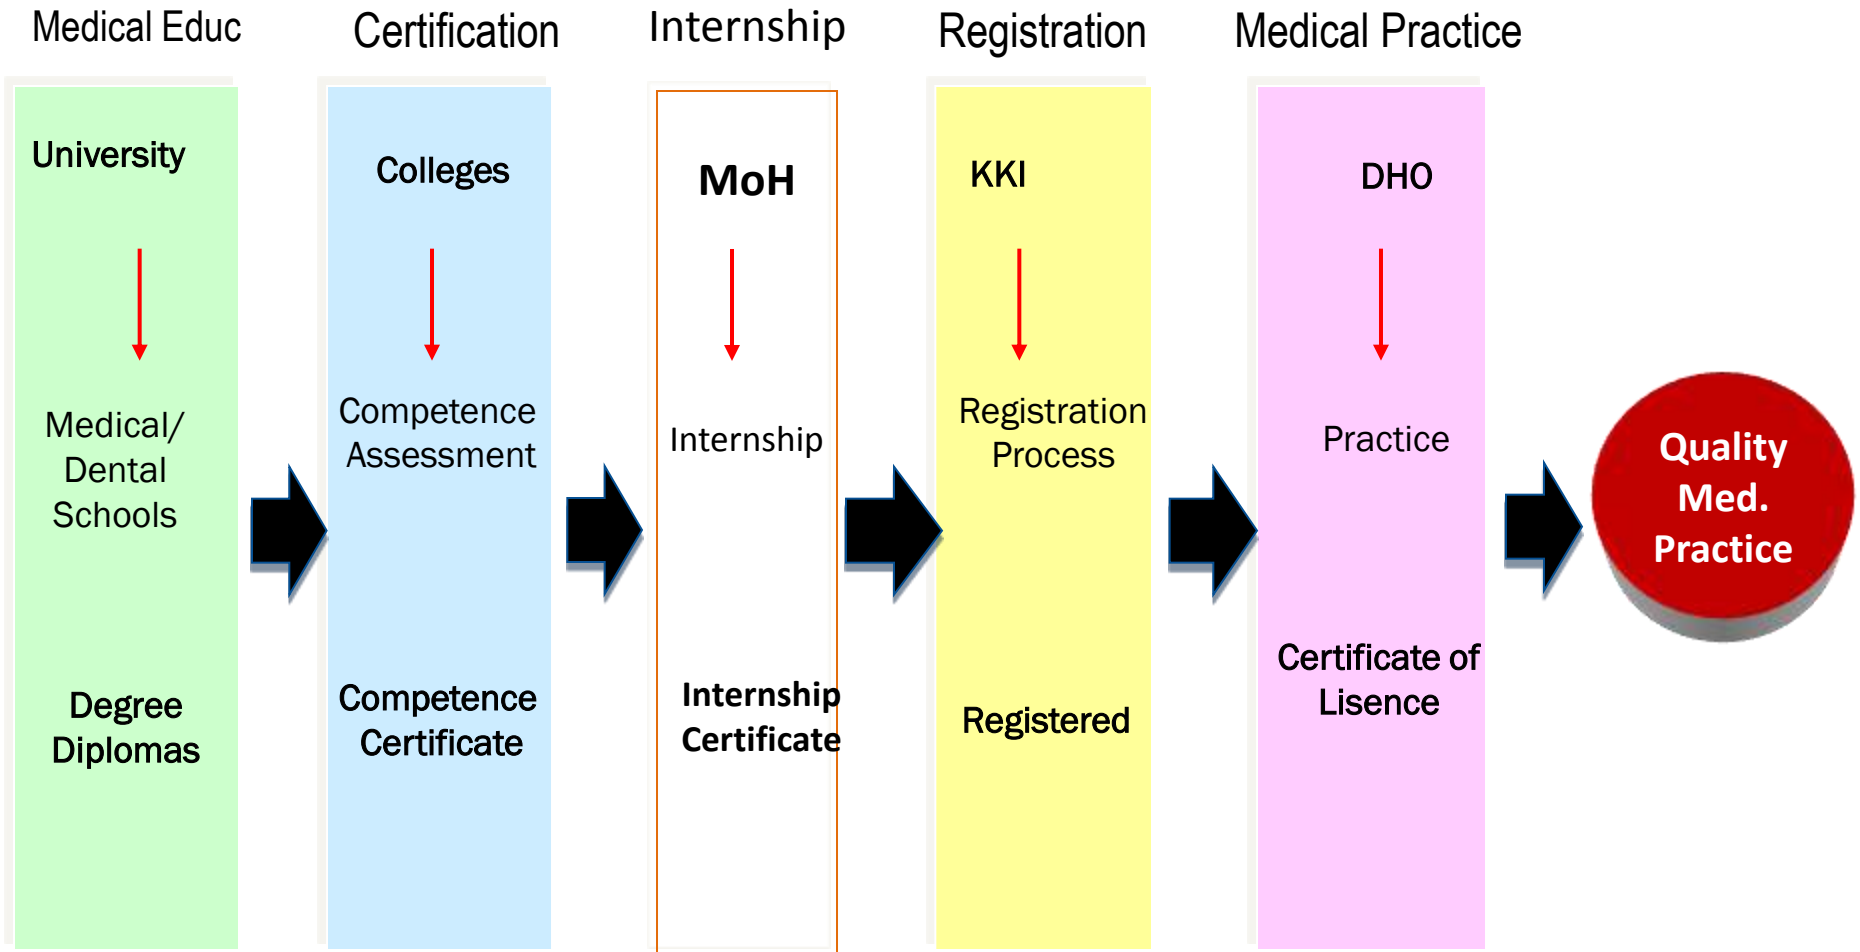 Medical Educ
Certification
Internship
Registration
Medical Practice
University
Medical/
Dental
Schools
Degree
Diplomas
Colleges
Competence
Assessment
Competence
Certificate
MoH
Internship
Internship
Certificate
KKI
Registration
Process
Registered
DHO
Practice
Certificate of
Lisence
Quality
Med.
Practice